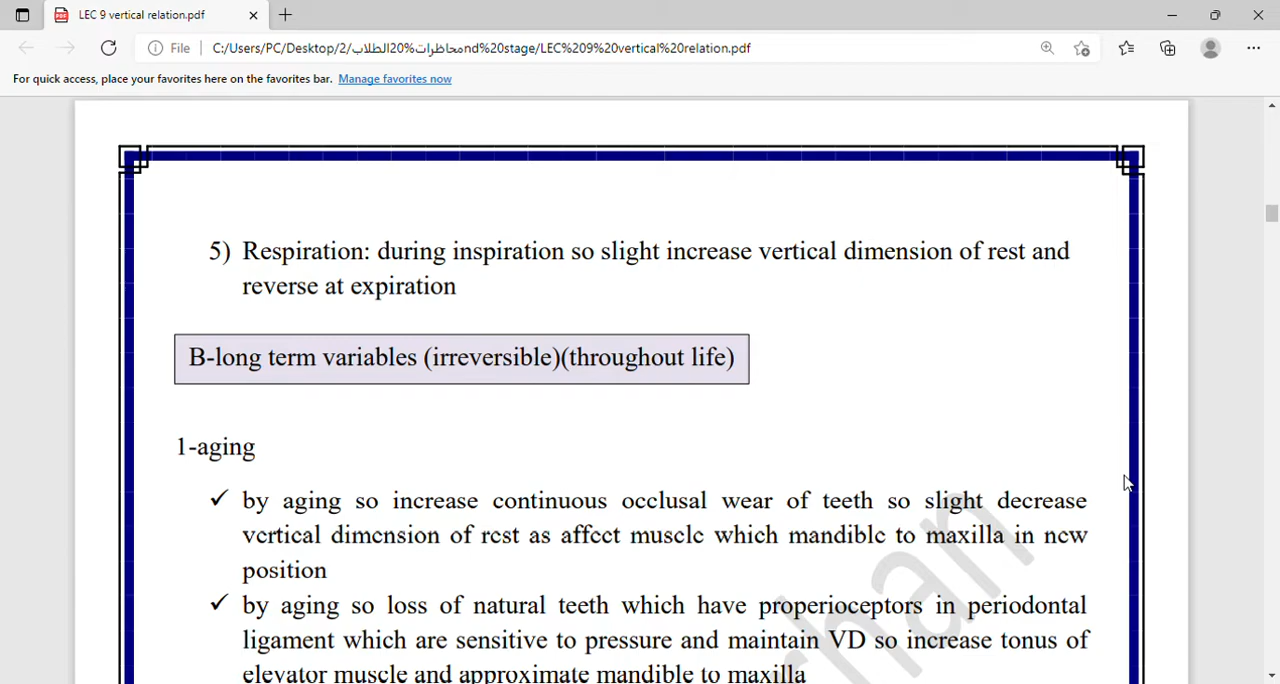 LEC 9 vertical relation.pdf
File
C:/Users/PC/Desktop/2/محاظرات%20الطلابnd%20stage/LEC%209%20vertical%20relation.pdf
For quick access, place your favorites here on the favorites bar. Manage favorites now
5) Respiration: during inspiration so slight increase vertical dimension of rest and
reverse at expiration
B-long term variables (irreversible)(throughout life)
1-aging
✓ by aging so increase continuous occlusal wear of teeth so slight decrease
vertical dimension of rest as affect muscle which mandible to maxilla in new
position
✓ by aging so loss of natural teeth which have properioceptors in periodontal
ligament which are sensitive to pressure and maintain VD so increase tonus of
elevator muscle and approximate mandible to maxilla